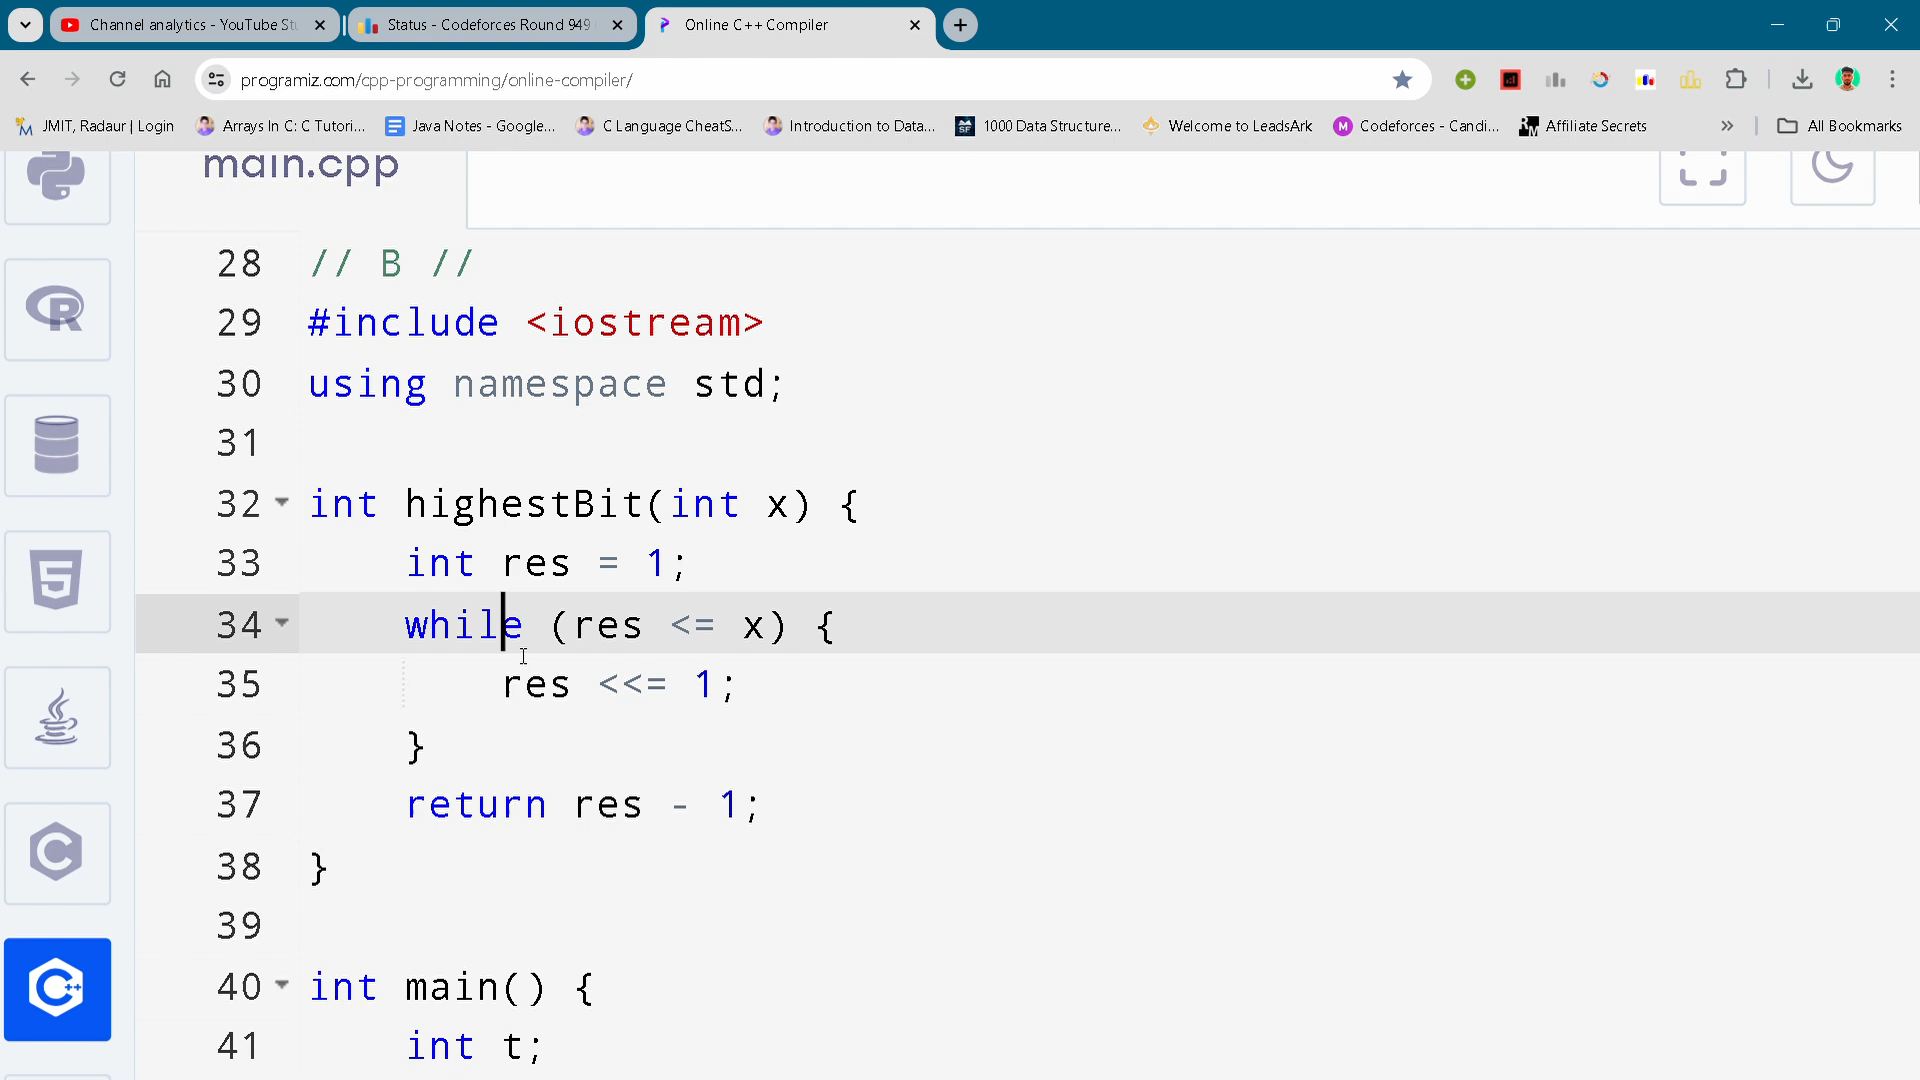 Channel analytics - YouTube St
Status - Codeforces Round 949
Online C++ Compiler
programiz.com/cpp-programming/online-compiler/
JMIT, Radaur | Login
Arrays In C: C Tutori...
Java Notes - Google...
C Language CheatS...
Introduction to Data...
1000 Data Structure...
Welcome to LeadsArk
Codeforces - Candi...
Affiliate Secrets
All Bookmarks
main.cpp
28 // B //
29 #include <iostream>
30 using namespace std;
31
32 int highestBit(int x) {
33 int res = 1;
34 while (res <= x) {
35 res <<= 1;
36 }
37 return res - 1;
38 }
39
40 int main() {
41 int t;